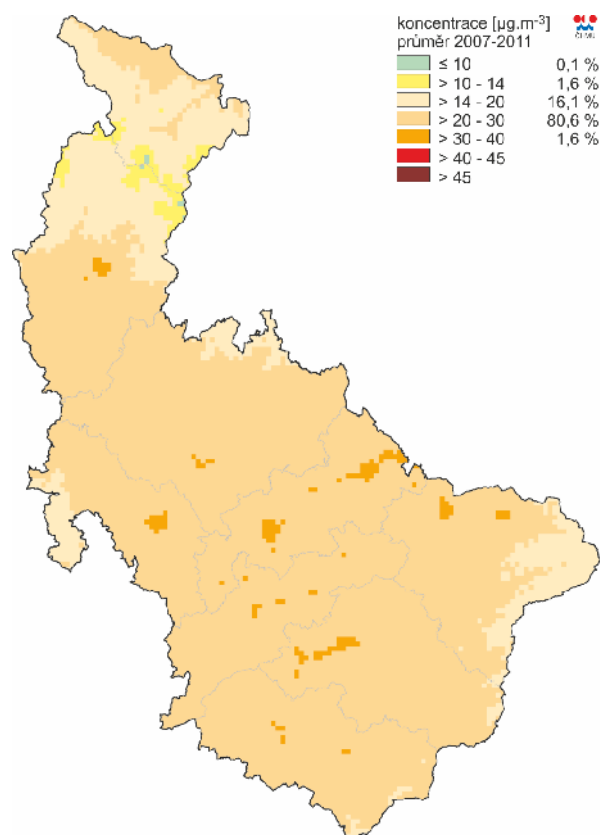 koncentrace [µg.m-3]
ČHMÚ
průměr 2007-2011
≤ 10 0,1 %
> 10 - 14 1,6 %
> 14 - 20 16,1 %
> 20 - 30 80,6 %
> 30 - 40 1,6 %
> 40 - 45
> 45